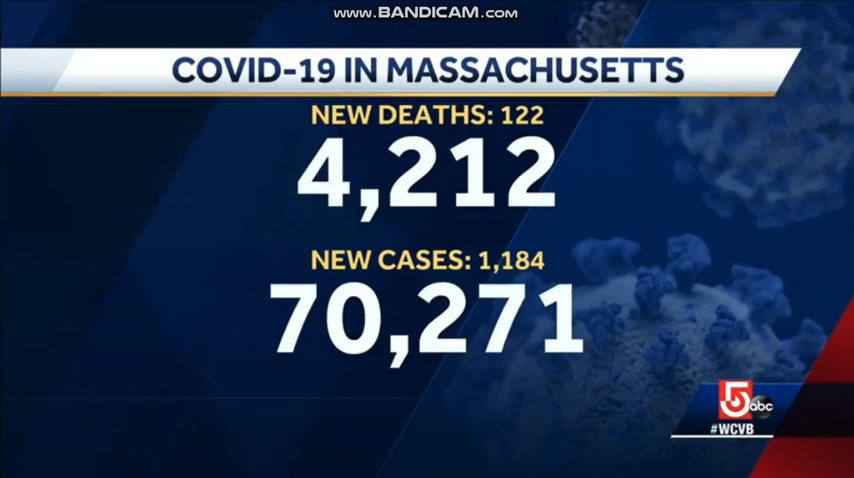 WWW.BANDICAM.COM
COVID-19 IN MASSACHUSETTS
NEW DEATHS: 122
4,212
NEW CASES: 1,184
70,271
5 abc
#WCVB